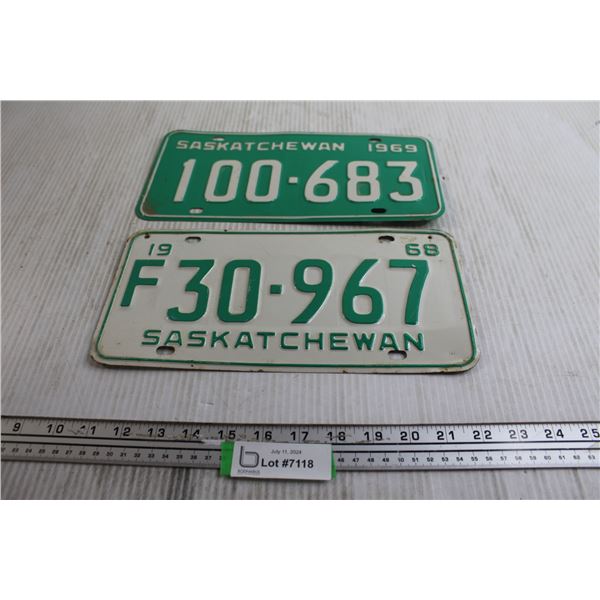 SASKATCHEWAN 1969
100-683
19 68
F30-967
SASKATCHEWAN
9 10 11 12 13 14 15 16 17 18 19 20 21 22 23 24 25
July 11, 2024
Lot #7118